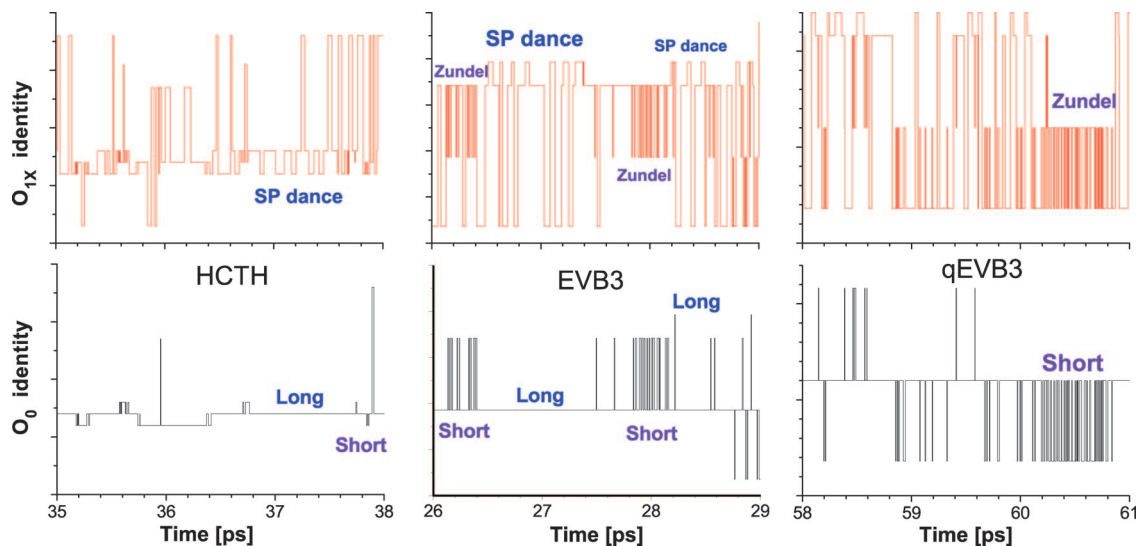 O1X identity
SP dance
SP dance
Zundel
SP dance
Zundel
Zundel
HCTH
EVB3
qEVB3
O0 identity
Long
Short
Long
Long
Short
Short
Short
35 36 37 38
26 27 28 29
58 59 60 61
Time [ps]
Time [ps]
Time [ps]